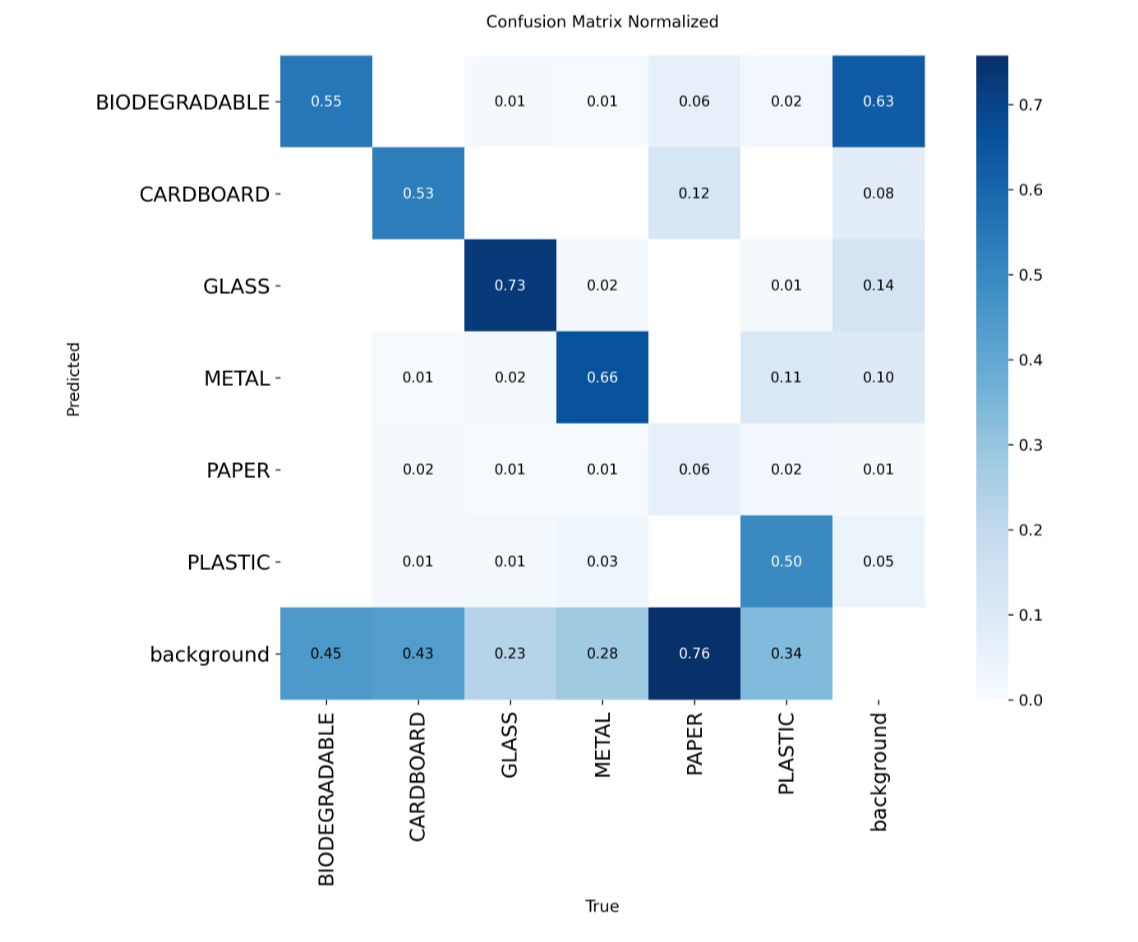 Confusion Matrix Normalized
BIODEGRADABLE 0.55 0.01 0.01 0.06 0.02 0.63
CARDBOARD 0.53 0.12 0.08
GLASS 0.73 0.02 0.01 0.14
METAL 0.01 0.02 0.66 0.11 0.10
PAPER 0.02 0.01 0.01 0.06 0.02 0.01
PLASTIC 0.01 0.01 0.03 0.50 0.05
background 0.45 0.43 0.23 0.28 0.76 0.34
Predicted
BIODEGRADABLE
CARDBOARD
GLASS
METAL
PAPER
PLASTIC
background
True
0.7
0.6
0.5
0.4
0.3
0.2
0.1
0.0